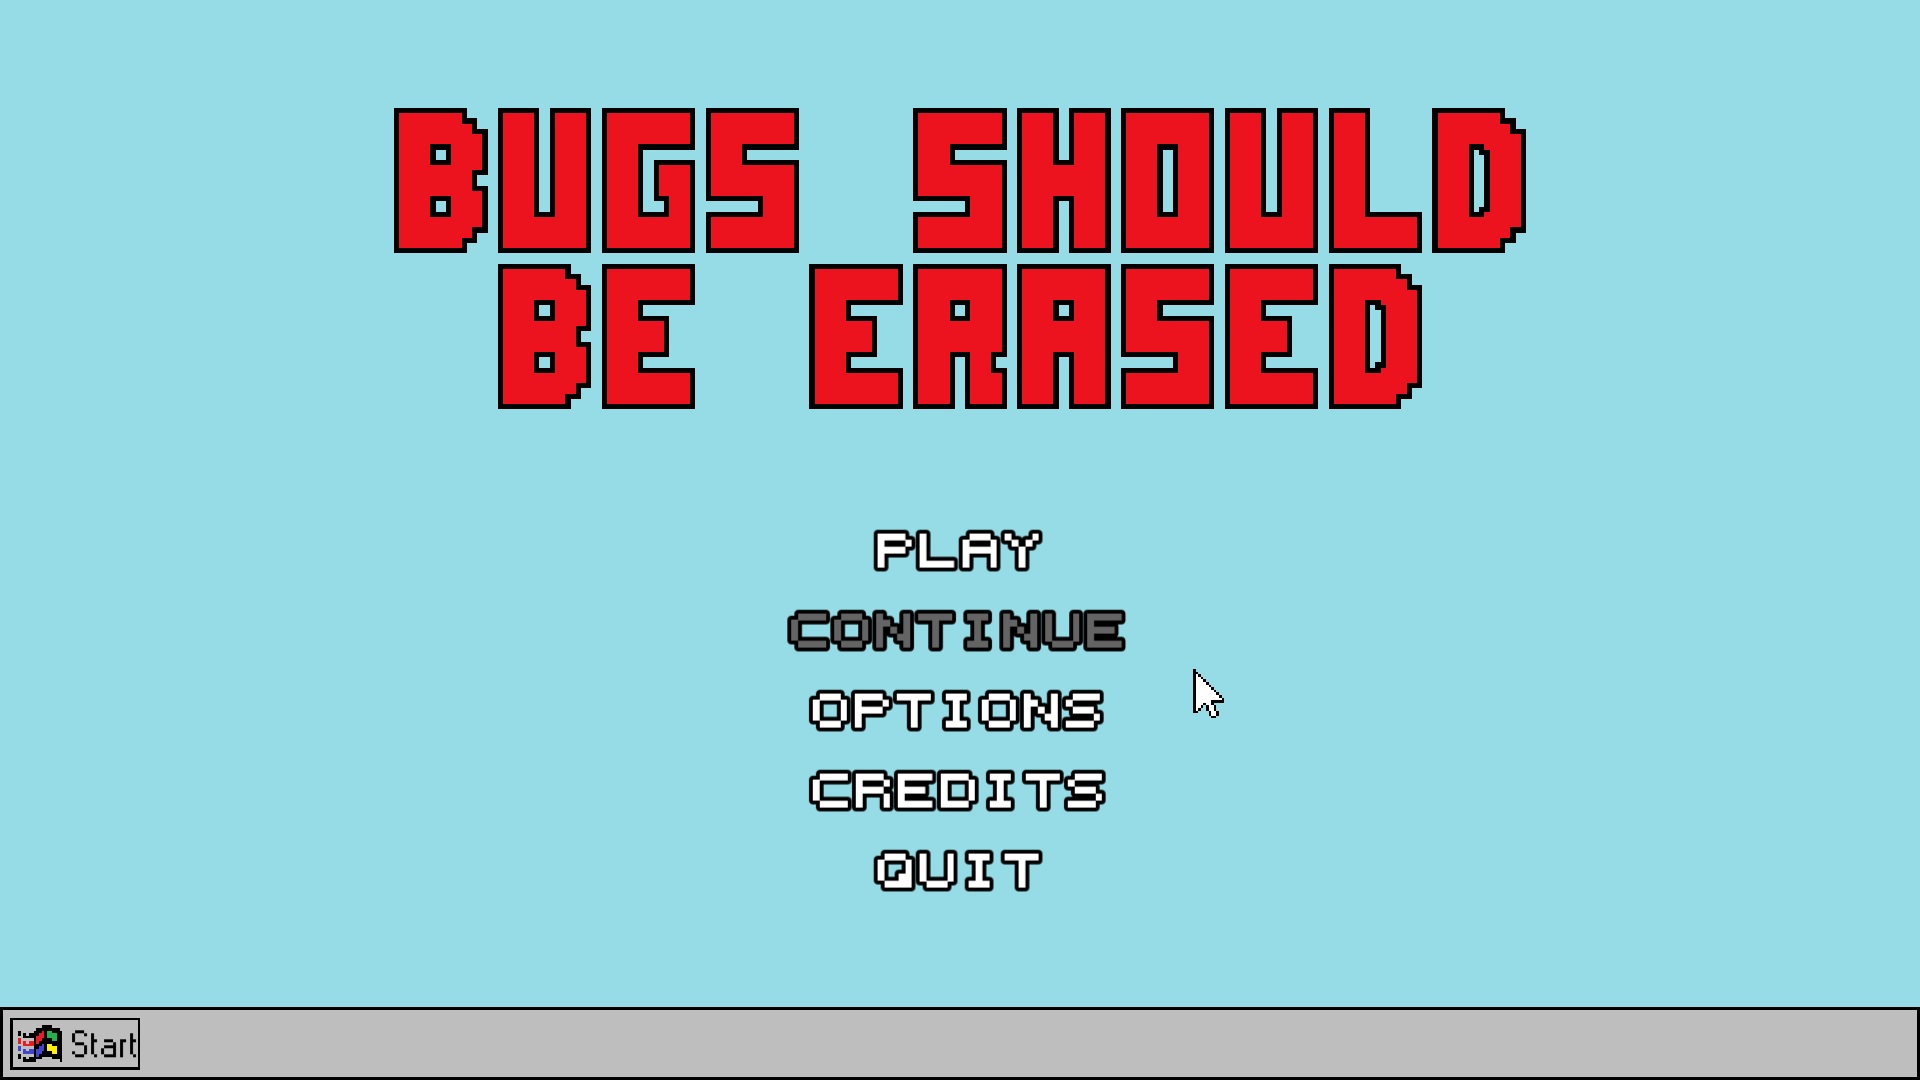 BUGS SHOULD
BE ERASED
PLAY
CONTINUE
OPTIONS
CREDITS
QUIT
Start